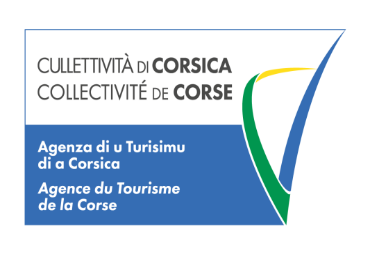 CULLETTIVITÀ DI CORSICA
COLLECTIVITÉ DE CORSE
Agenza di u Turisimu
di a Corsica
Agence du Tourisme
de la Corse